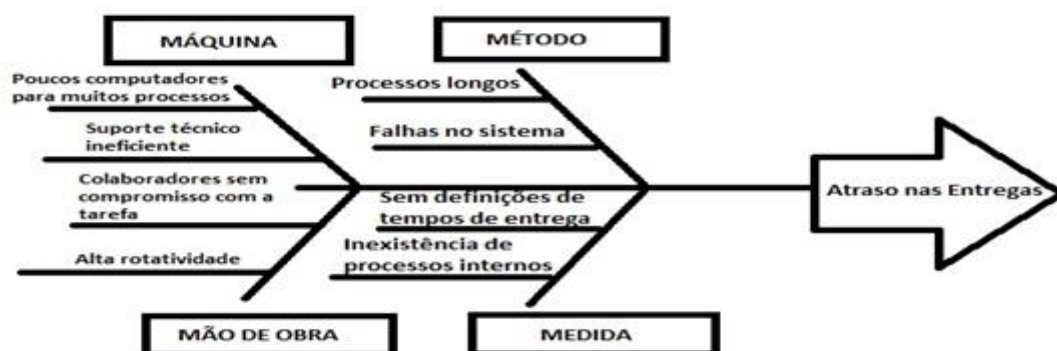 MÁQUINA
MÉTODO
Poucos computadores
para muitos processos
Processos longos
Suporte técnico
ineficiente
Falhas no sistema
Colaboradores sem
compromisso com a
tarefa
Sem definições de
tempos de entrega
Atraso nas Entregas
Alta rotatividade
Inexistência de
processos internos
MÃO DE OBRA
MEDIDA